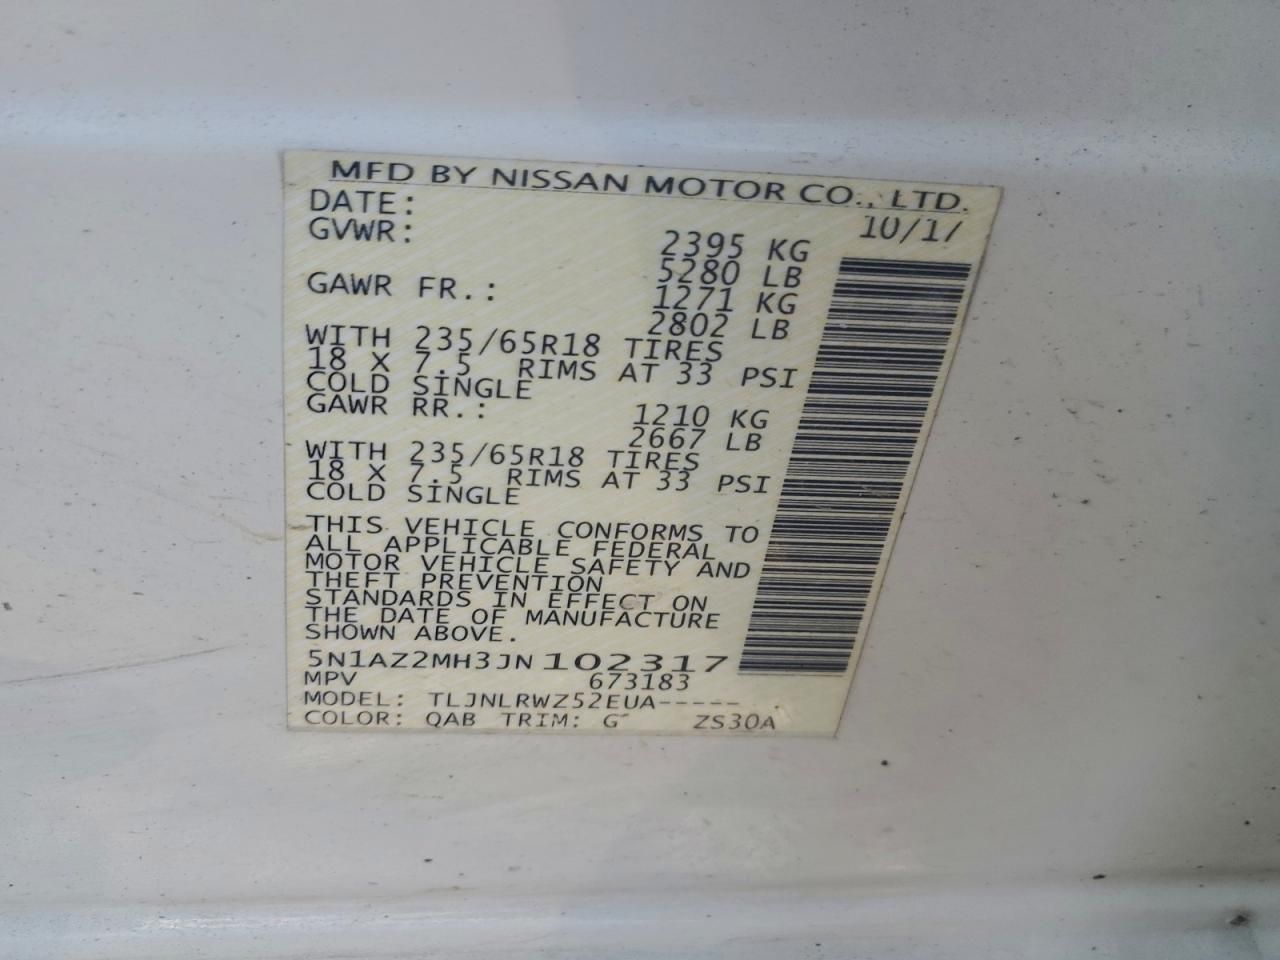 MFD BY NISSAN MOTOR CO., LTD.
DATE: 10/17
GVWR: 2395 KG
5280 LB
GAWR FR.: 1271 KG
2802 LB
WITH 235/65R18 TIRES
18 X 7.5 RIMS AT 33 PSI
COLD SINGLE
GAWR RR.: 1210 KG
2667 LB
WITH 235/65R18 TIRES
18 X 7.5 RIMS AT 33 PSI
COLD SINGLE
THIS VEHICLE CONFORMS TO
ALL APPLICABLE FEDERAL
MOTOR VEHICLE SAFETY AND
THEFT PREVENTION
STANDARDS IN EFFECT ON
THE DATE OF MANUFACTURE
SHOWN ABOVE.
5N1AZ2MH3JN102317
MPV 673183
MODEL: TLJNLRWZ52EUA-----
COLOR: QAB TRIM: G ZS30A